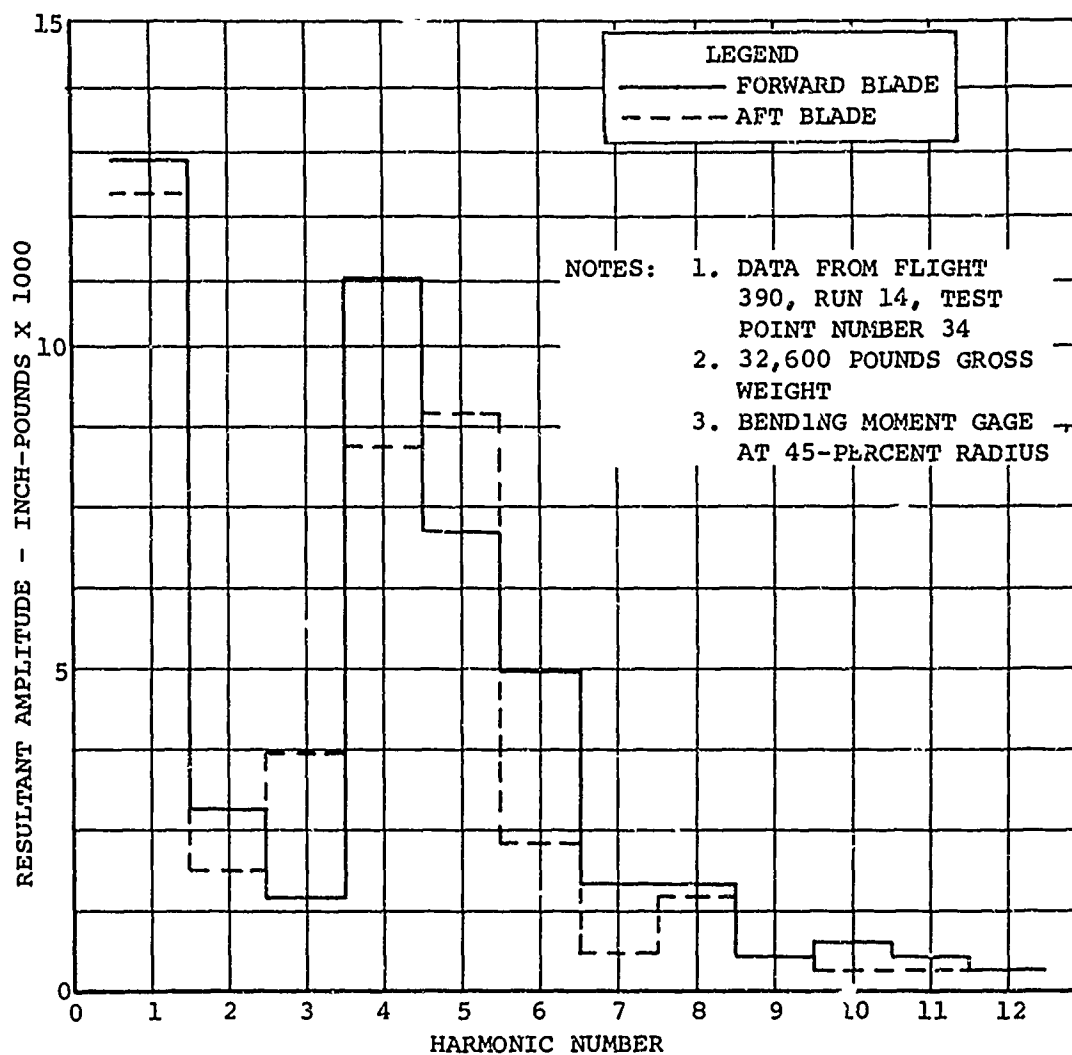 15
LEGEND
FORWARD BLADE
AFT BLADE
NOTES: 1. DATA FROM FLIGHT
390, RUN 14, TEST
POINT NUMBER 34
2. 32,600 POUNDS GROSS
WEIGHT
3. BENDING MOMENT GAGE
AT 45-PERCENT RADIUS
10
5
0
RESULTANT AMPLITUDE - INCH-POUNDS X 1000
0 1 2 3 4 5 6 7 8 9 10 11 12
HARMONIC NUMBER